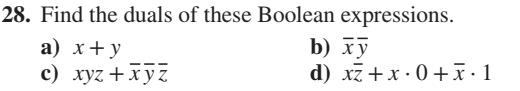 28. Find the duals of these Boolean expressions.
a) x + y b) x̅ y̅
c) xyz + x̅ y̅ z̅ d) xz̅ + x · 0 + x̅ · 1